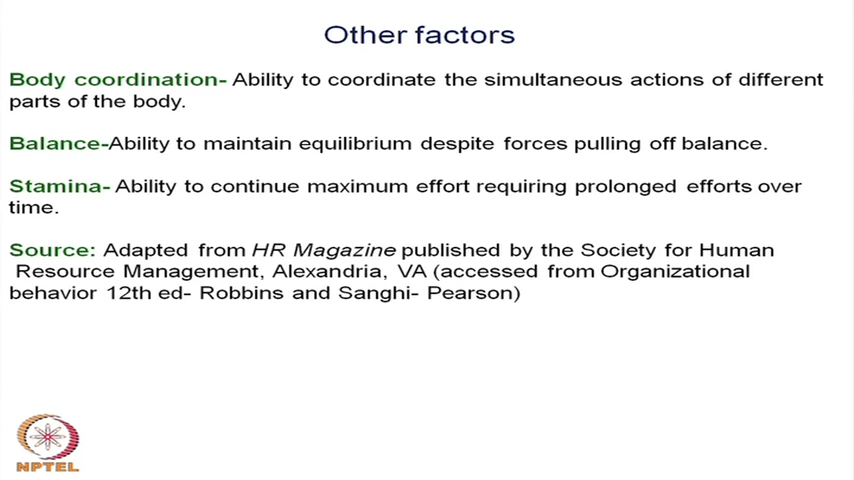 Other factors
Body coordination- Ability to coordinate the simultaneous actions of different
parts of the body.
Balance-Ability to maintain equilibrium despite forces pulling off balance.
Stamina- Ability to continue maximum effort requiring prolonged efforts over
time.
Source: Adapted from HR Magazine published by the Society for Human
Resource Management, Alexandria, VA (accessed from Organizational
behavior 12th ed- Robbins and Sanghi- Pearson)
NPTEL